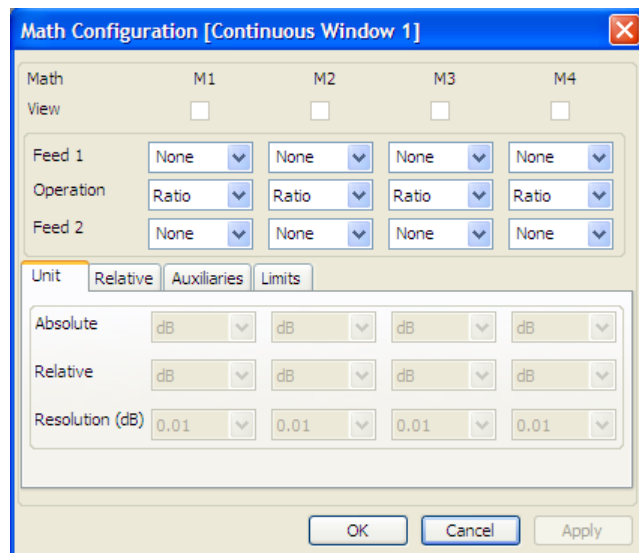 Math Configuration [Continuous Window 1]
Math M1 M2 M3 M4
View
Feed 1 None None None None
Operation Ratio Ratio Ratio Ratio
Feed 2 None None None None
Unit Relative Auxiliaries Limits
Absolute dB dB dB dB
Relative dB dB dB dB
Resolution (dB) 0.01 0.01 0.01 0.01
OK Cancel Apply